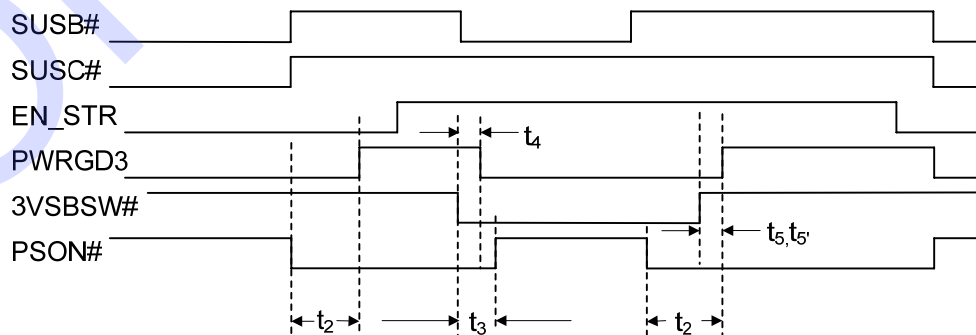 SUSB#
SUSC#
EN_STR
PWRGD3
t4
3VSBSW#
t5,t5'
PSON#
t2
t3
t2